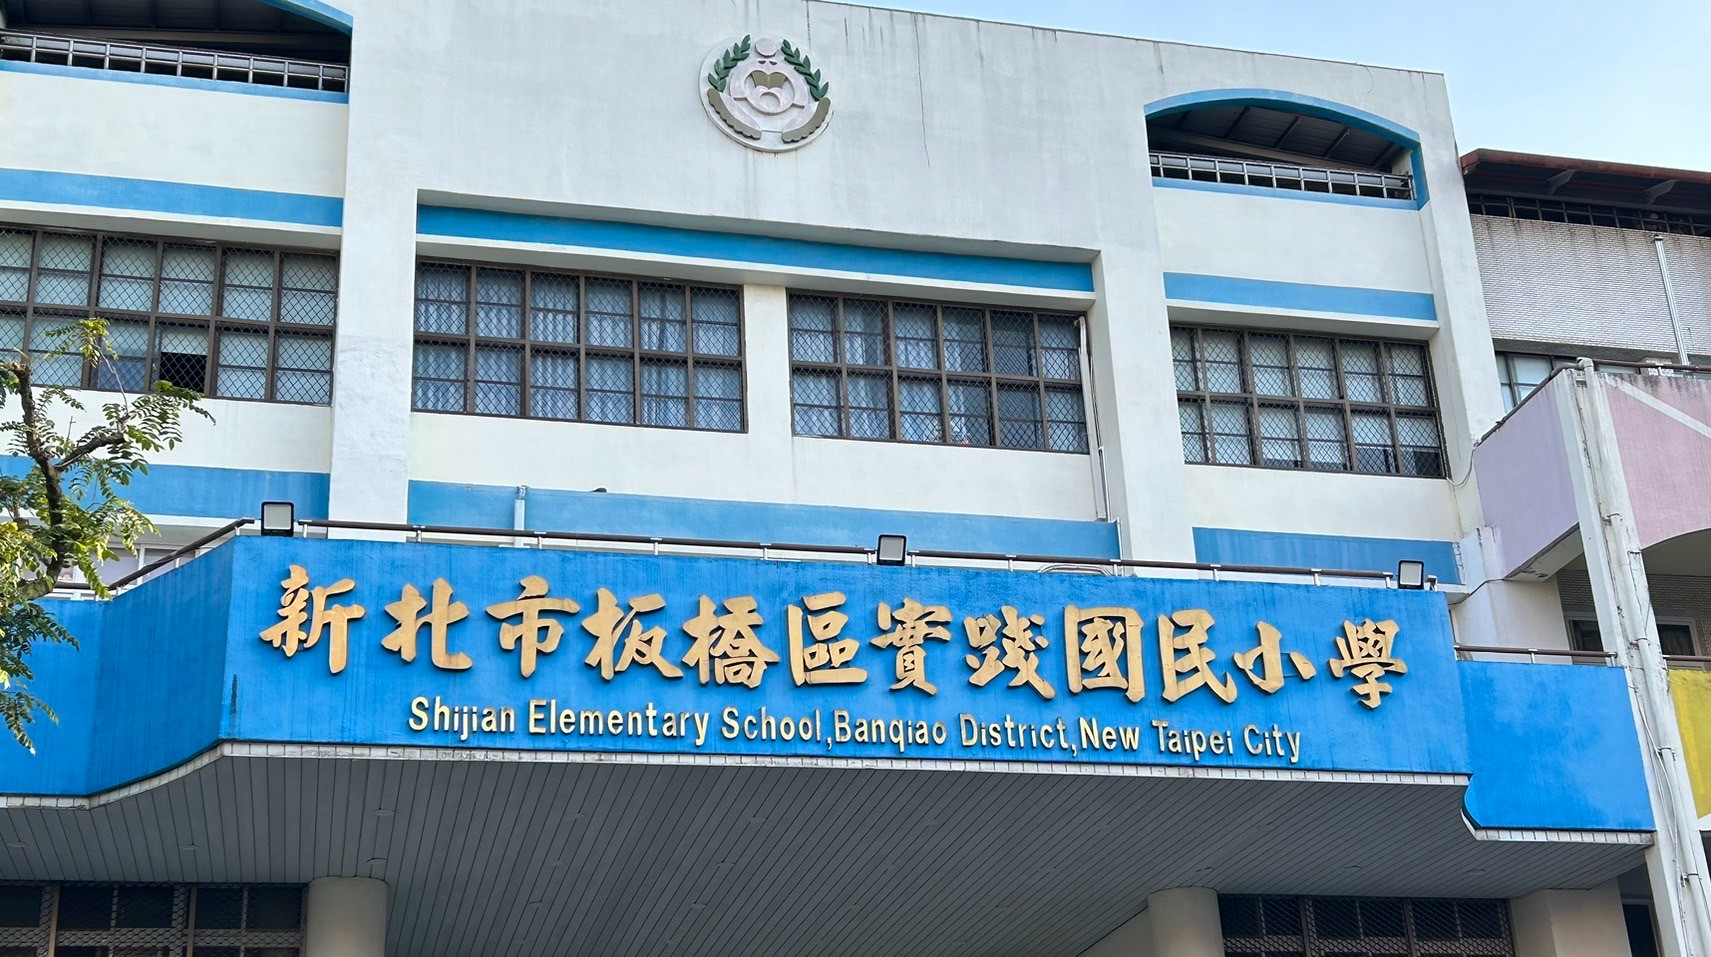 新北市板橋區實踐國民小學
Shijian Elementary School,Banqiao District,New Taipei City